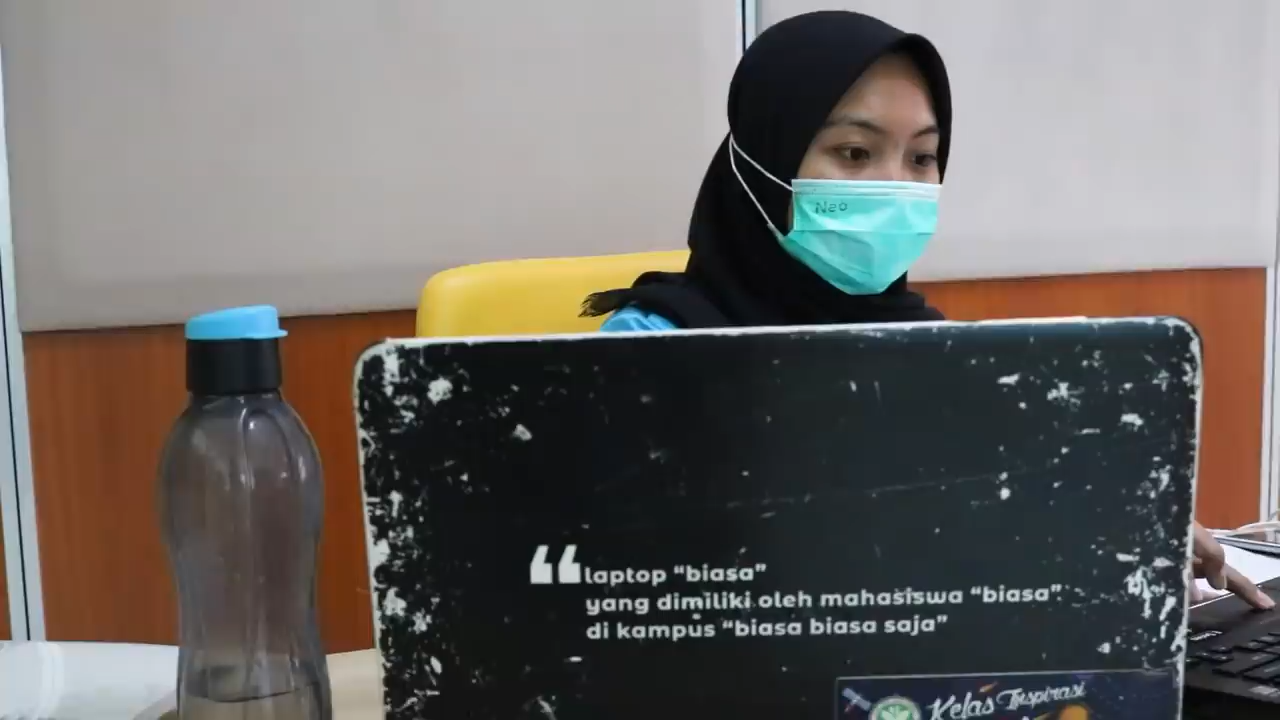 Neo
❝laptop “biasa”
yang dimiliki oleh mahasiswa “biasa”
di kampus “biasa biasa saja”
Kelas Inspirasi